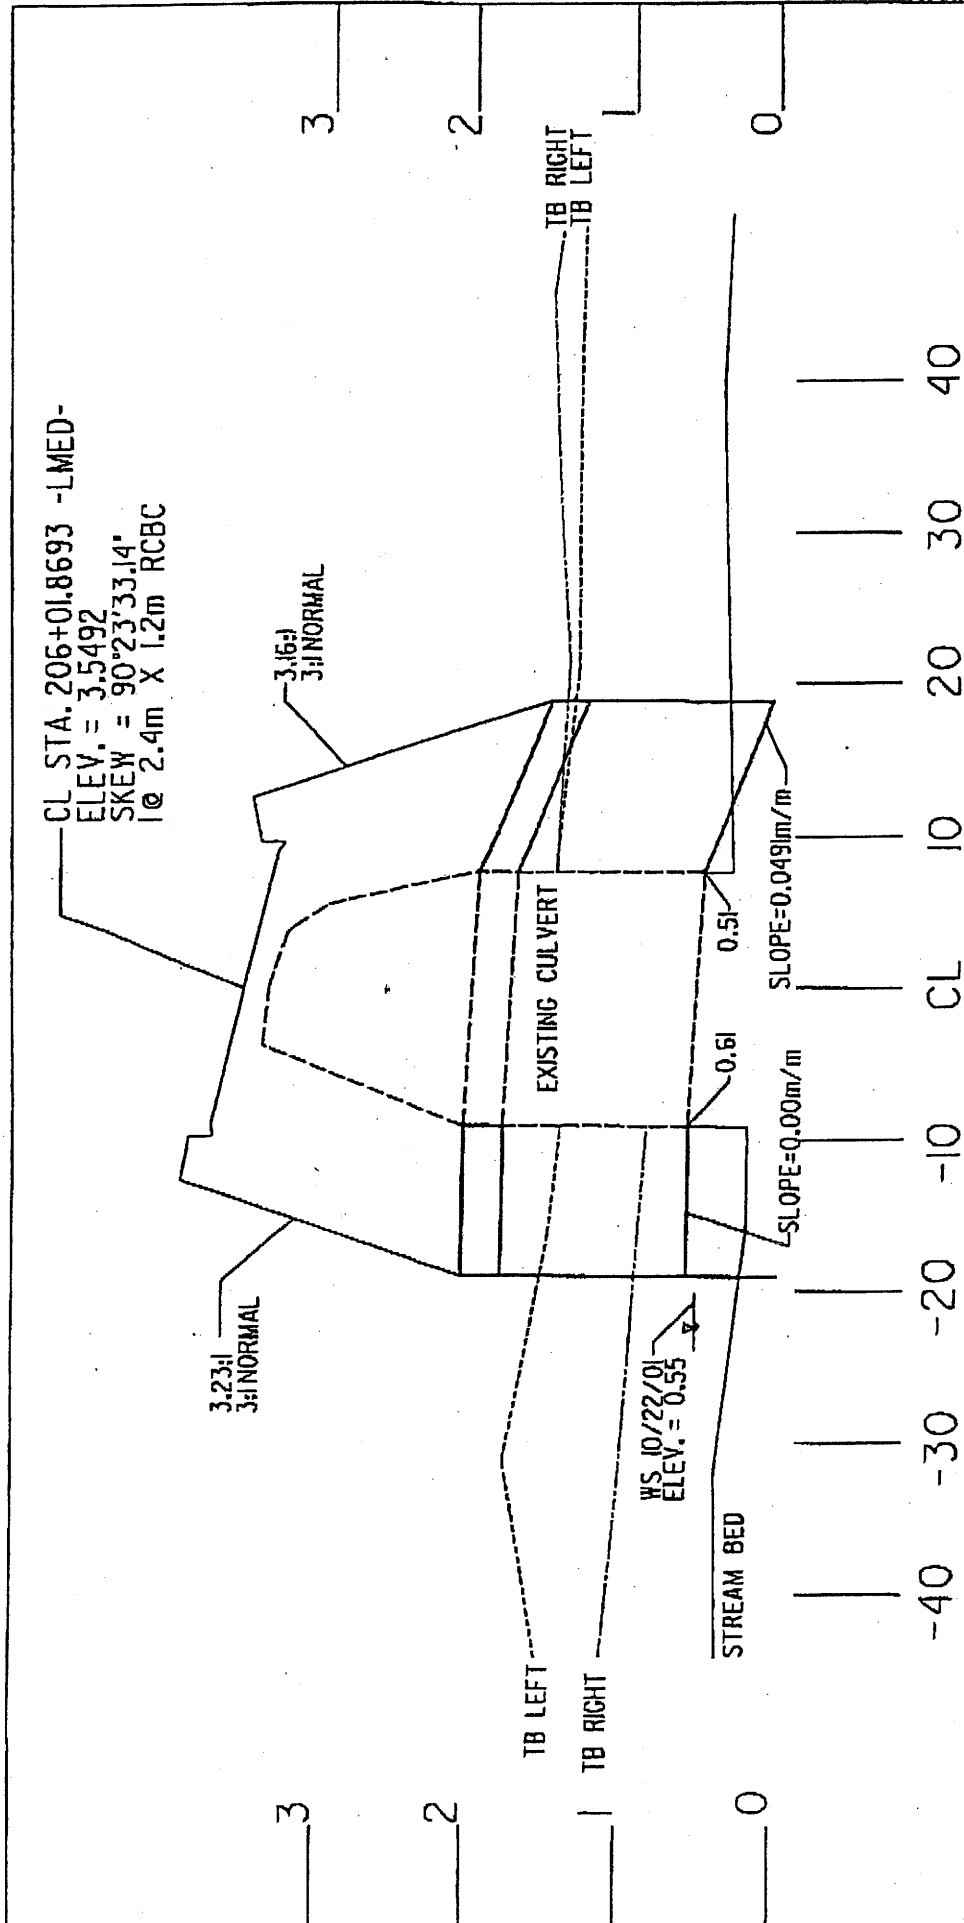 CL STA. 206+01.8693 -LMED-
ELEV. = 3.5492
SKEW = 90°23'33.14"
1@ 2.4m X 1.2m RCBC
3.23:1
3:1 NORMAL
3.16:1
3:1 NORMAL
3
2
1
0
3
2
1
0
TB LEFT
TB RIGHT
TB RIGHT
TB LEFT
EXISTING CULVERT
WS 10/22/01
ELEV. = 0.55
0.61
0.51
STREAM BED
SLOPE=0.00m/m
SLOPE=0.0491m/m
-40
-30
-20
-10
CL
10
20
30
40